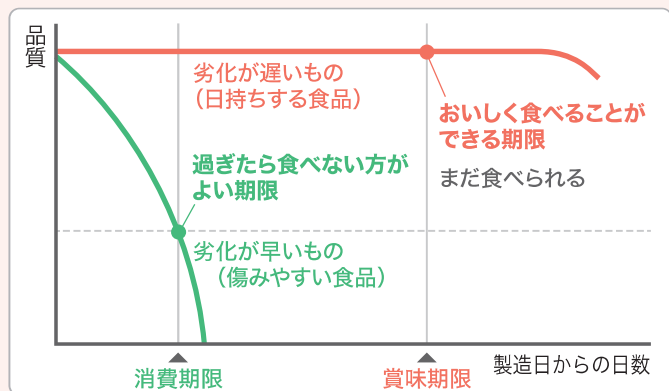 品質
劣化が遅いもの
（日持ちする食品）
おいしく食べることが
できる期限
まだ食べられる
過ぎたら食べない方が
よい期限
劣化が早いもの
（傷みやすい食品）
製造日からの日数
消費期限
賞味期限